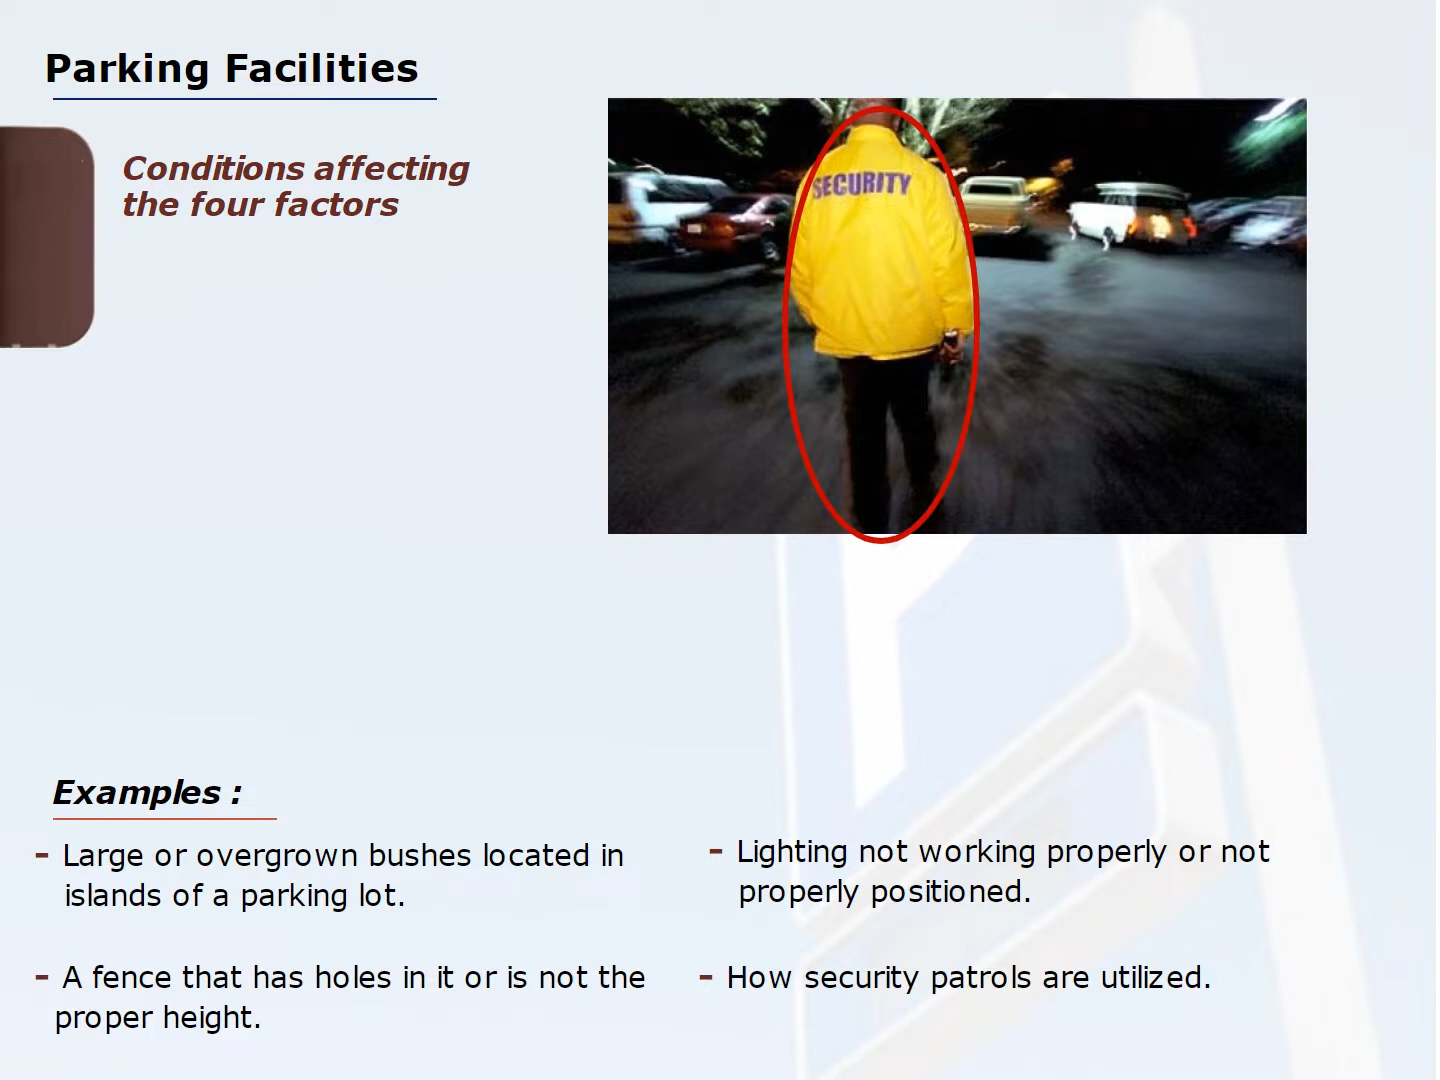 Parking Facilities
Conditions affecting
the four factors
SECURITY
Examples :
- Large or overgrown bushes located in
islands of a parking lot.
- A fence that has holes in it or is not the
proper height.
- Lighting not working properly or not
properly positioned.
- How security patrols are utilized.